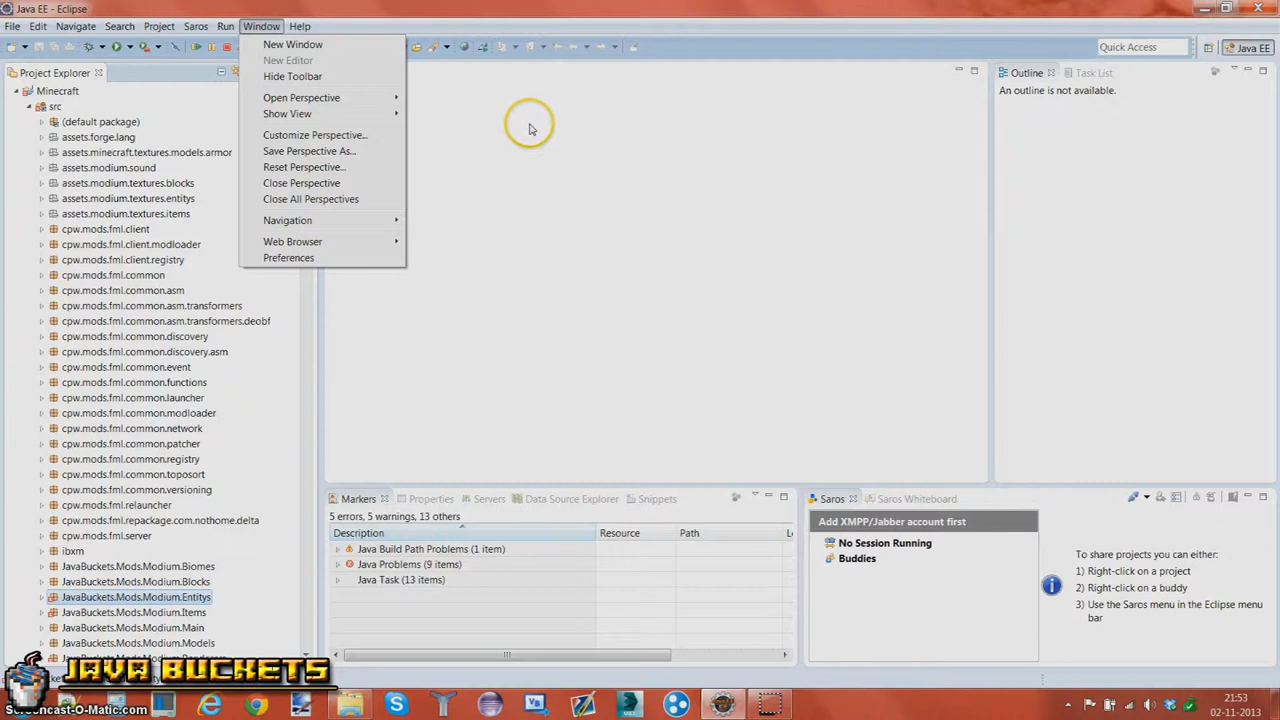 Java EE - Eclipse
File Edit Navigate Search Project Saros Run Window Help
Quick Access
Java EE
Project Explorer
Minecraft
src
(default package)
assets.forge.lang
assets.minecraft.textures.models.armor
assets.modium.sound
assets.modium.textures.blocks
assets.modium.textures.entitys
assets.modium.textures.items
cpw.mods.fml.client
cpw.mods.fml.client.modloader
cpw.mods.fml.client.registry
cpw.mods.fml.common
cpw.mods.fml.common.asm
cpw.mods.fml.common.asm.transformers
cpw.mods.fml.common.asm.transformers.deobf
cpw.mods.fml.common.discovery
cpw.mods.fml.common.discovery.asm
cpw.mods.fml.common.event
cpw.mods.fml.common.functions
cpw.mods.fml.common.launcher
cpw.mods.fml.common.modloader
cpw.mods.fml.common.network
cpw.mods.fml.common.patcher
cpw.mods.fml.common.registry
cpw.mods.fml.common.toposort
cpw.mods.fml.common.versioning
cpw.mods.fml.relauncher
cpw.mods.fml.repackage.com.nothome.delta
cpw.mods.fml.server
ibxm
JavaBuckets.Mods.Modium.Biomes
JavaBuckets.Mods.Modium.Blocks
JavaBuckets.Mods.Modium.Entitys
JavaBuckets.Mods.Modium.Items
JavaBuckets.Mods.Modium.Main
JavaBuckets.Mods.Modium.Models
New Window
New Editor
Hide Toolbar
Open Perspective
Show View
Customize Perspective...
Save Perspective As...
Reset Perspective...
Close Perspective
Close All Perspectives
Navigation
Web Browser
Preferences
Outline Task List
An outline is not available.
Markers Properties Servers Data Source Explorer Snippets
5 errors, 5 warnings, 13 others
Description Resource Path
Java Build Path Problems (1 item)
Java Problems (9 items)
Java Task (13 items)
Saros Saros Whiteboard
Add XMPP/Jabber account first
No Session Running
Buddies
To share projects you can either:
1) Right-click on a project
2) Right-click on a buddy
3) Use the Saros menu in the Eclipse menu
bar
JAVA BUCKETS
Screencast-O-Matic.com
21:53
02-11-2013